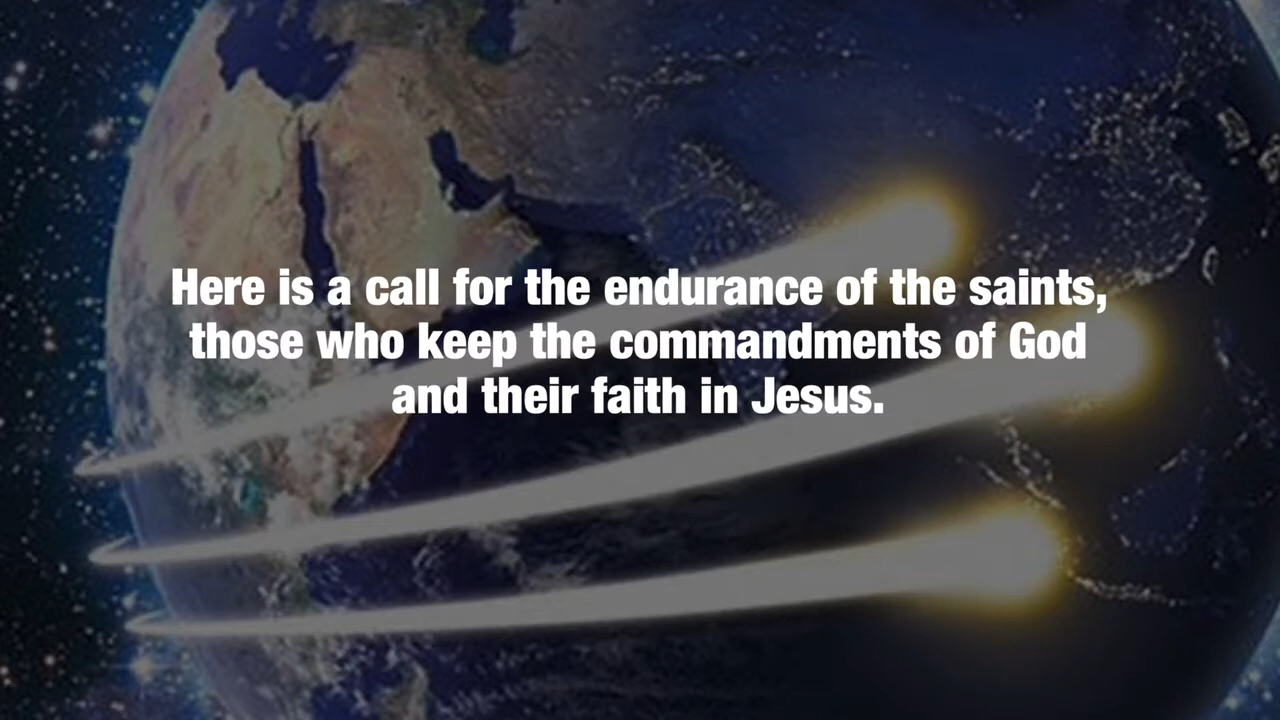 Here is a call for the endurance of the saints,
those who keep the commandments of God
and their faith in Jesus.